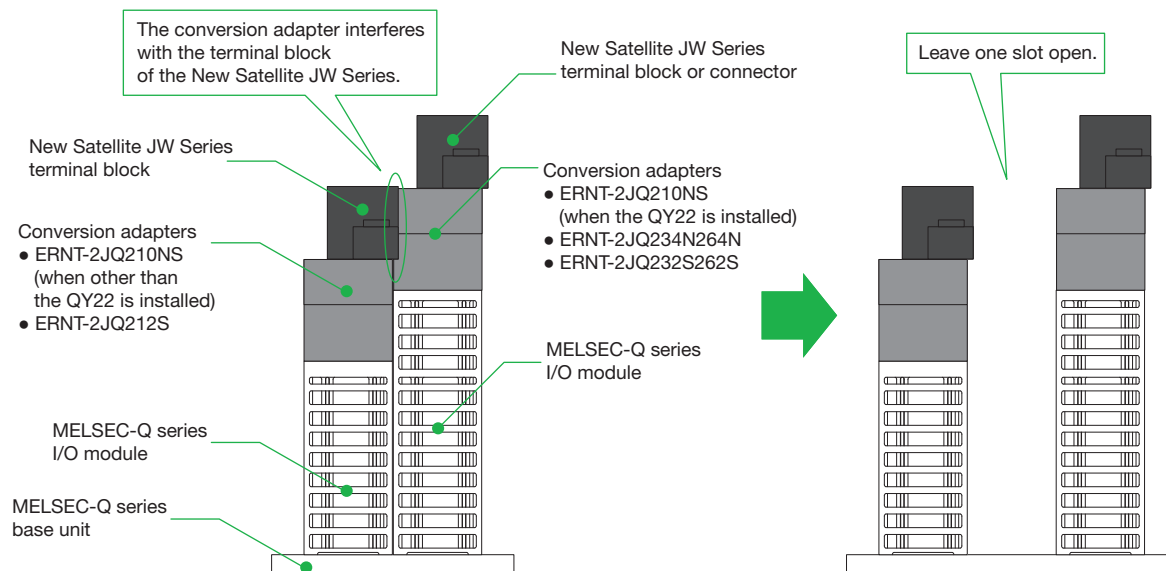 The conversion adapter interferes
with the terminal block
of the New Satellite JW Series.
New Satellite JW Series
terminal block or connector
Leave one slot open.
New Satellite JW Series
terminal block
Conversion adapters
● ERNT-2JQ210NS
(when the QY22 is installed)
● ERNT-2JQ234N264N
● ERNT-2JQ232S262S
Conversion adapters
● ERNT-2JQ210NS
(when other than
the QY22 is installed)
● ERNT-2JQ212S
MELSEC-Q series
I/O module
MELSEC-Q series
I/O module
MELSEC-Q series
base unit